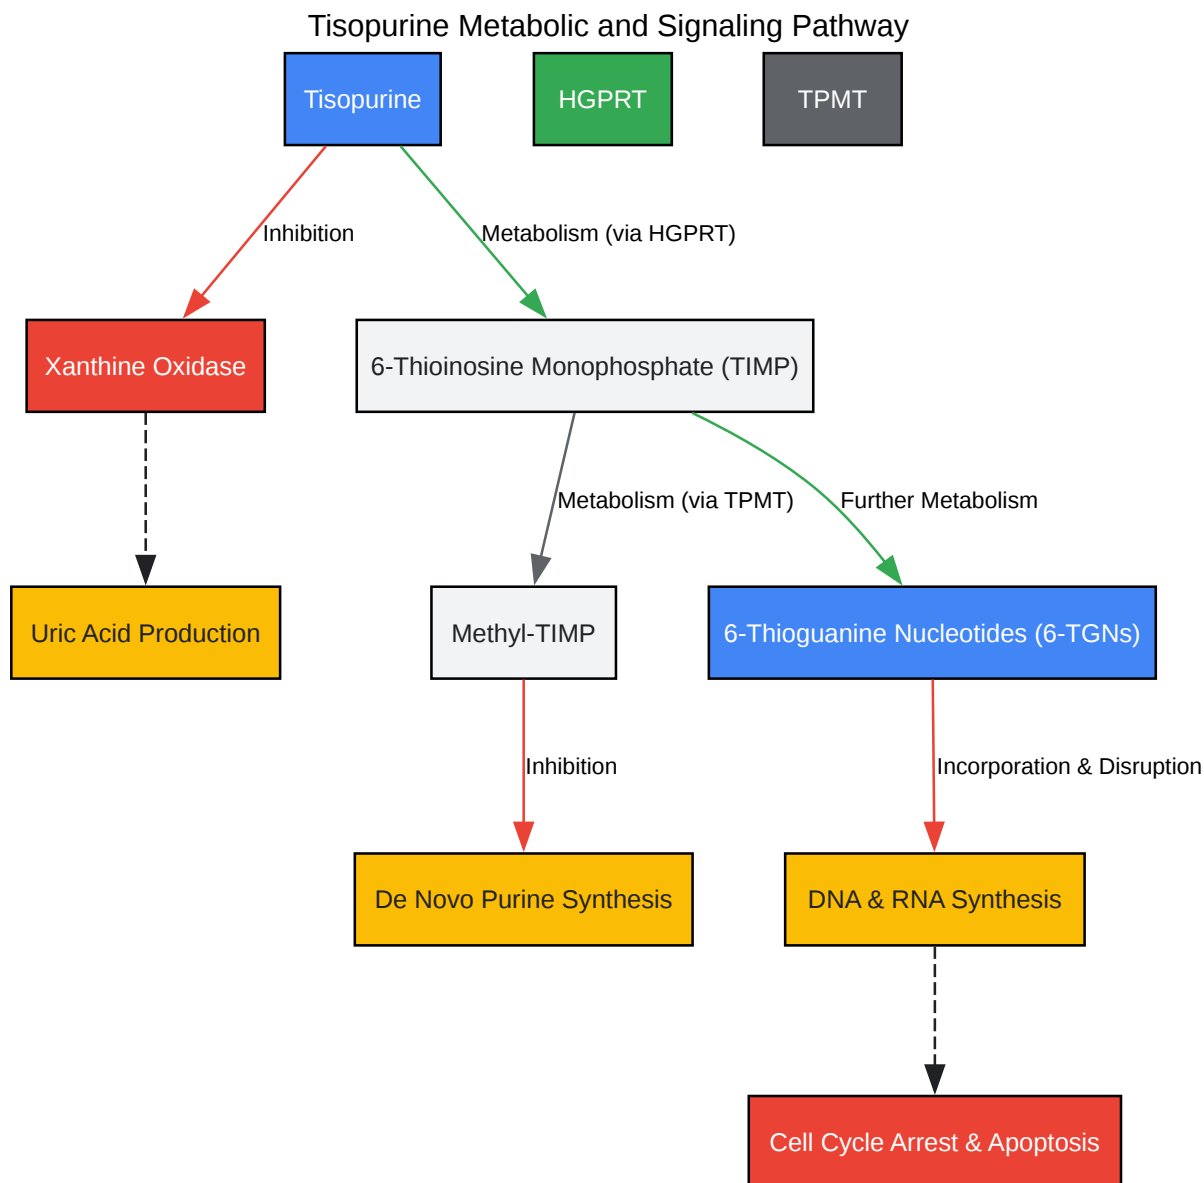 Tisopurine Metabolic and Signaling Pathway
Tisopurine
HGPRT
TPMT
Inhibition
Metabolism (via HGPRT)
Xanthine Oxidase
6-Thioinosine Monophosphate (TIMP)
Metabolism (via TPMT)
Further Metabolism
Uric Acid Production
Methyl-TIMP
6-Thioguanine Nucleotides (6-TGNs)
Inhibition
Incorporation & Disruption
De Novo Purine Synthesis
DNA & RNA Synthesis
Cell Cycle Arrest & Apoptosis